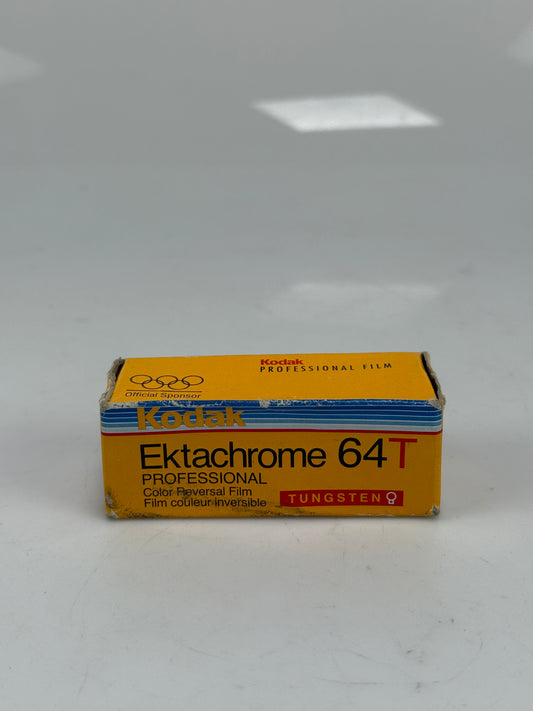 Kodak
PROFESSIONAL FILM
Official Sponsor
Kodak
Ektachrome 64T
PROFESSIONAL
Color Reversal Film
Film couleur inversible
TUNGSTEN